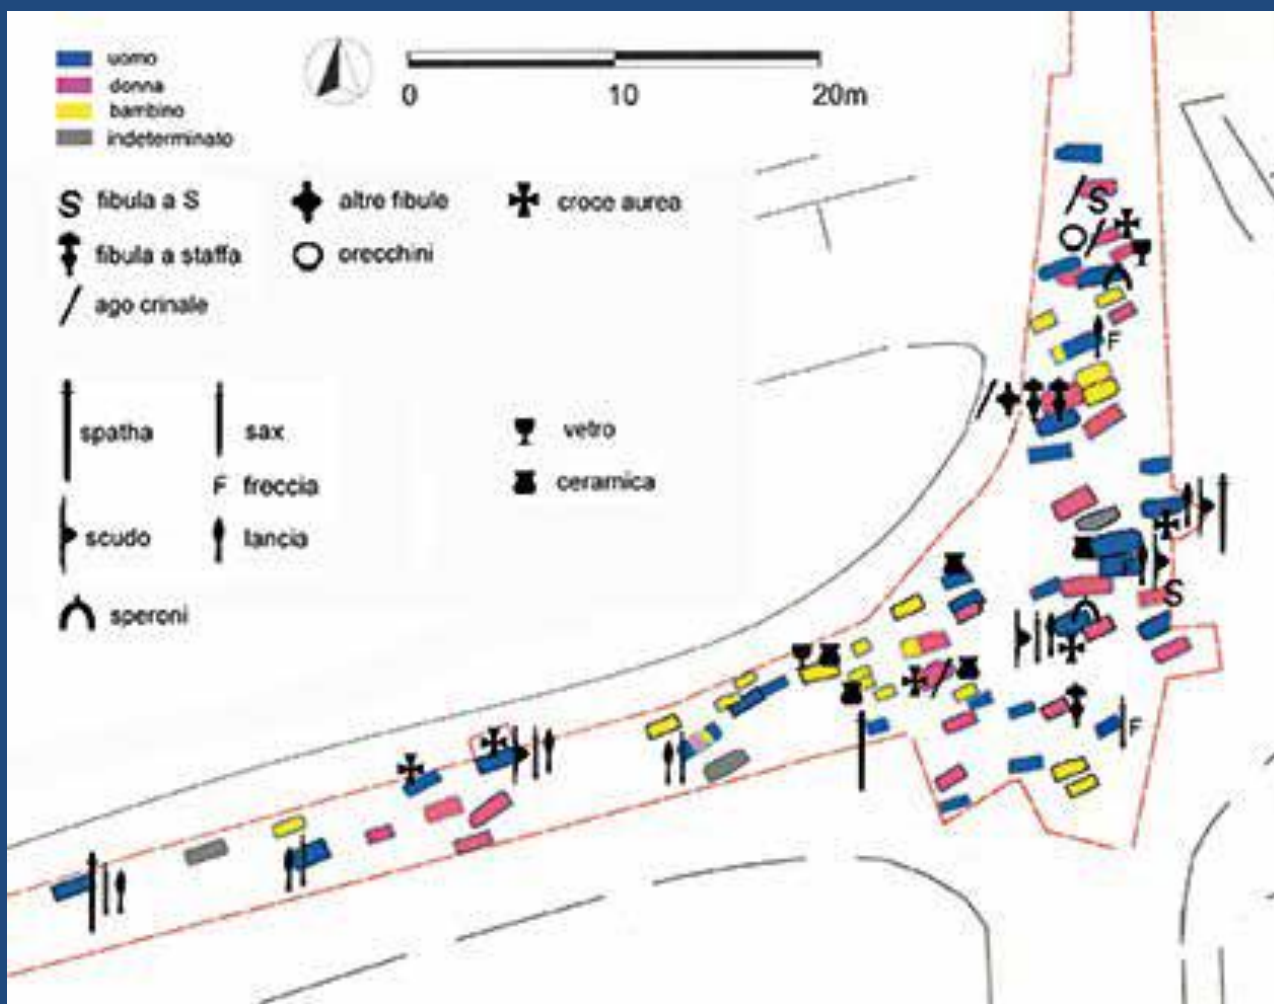 uomo
donna
bambino
indeterminato
0 10 20m
S fibula a S
altre fibule
croce aurea
fibula a staffa
orecchini
ago crinale
spatha
sax
vetro
F freccia
ceramica
scudo
lancia
speroni
S
F
S
F